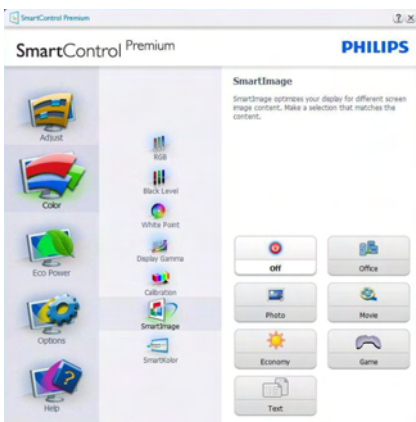 SmartControl Premium
SmartControl Premium
PHILIPS
Adjust
Color
Eco Power
Options
Help
RGB
Black Level
White Point
Display Gamma
Calibration
SmartImage
SmartKolor
SmartImage
SmartImage optimizes your display for different screen
image content. Make a selection that matches the
content.
Off
Office
Photo
Movie
Economy
Game
Text